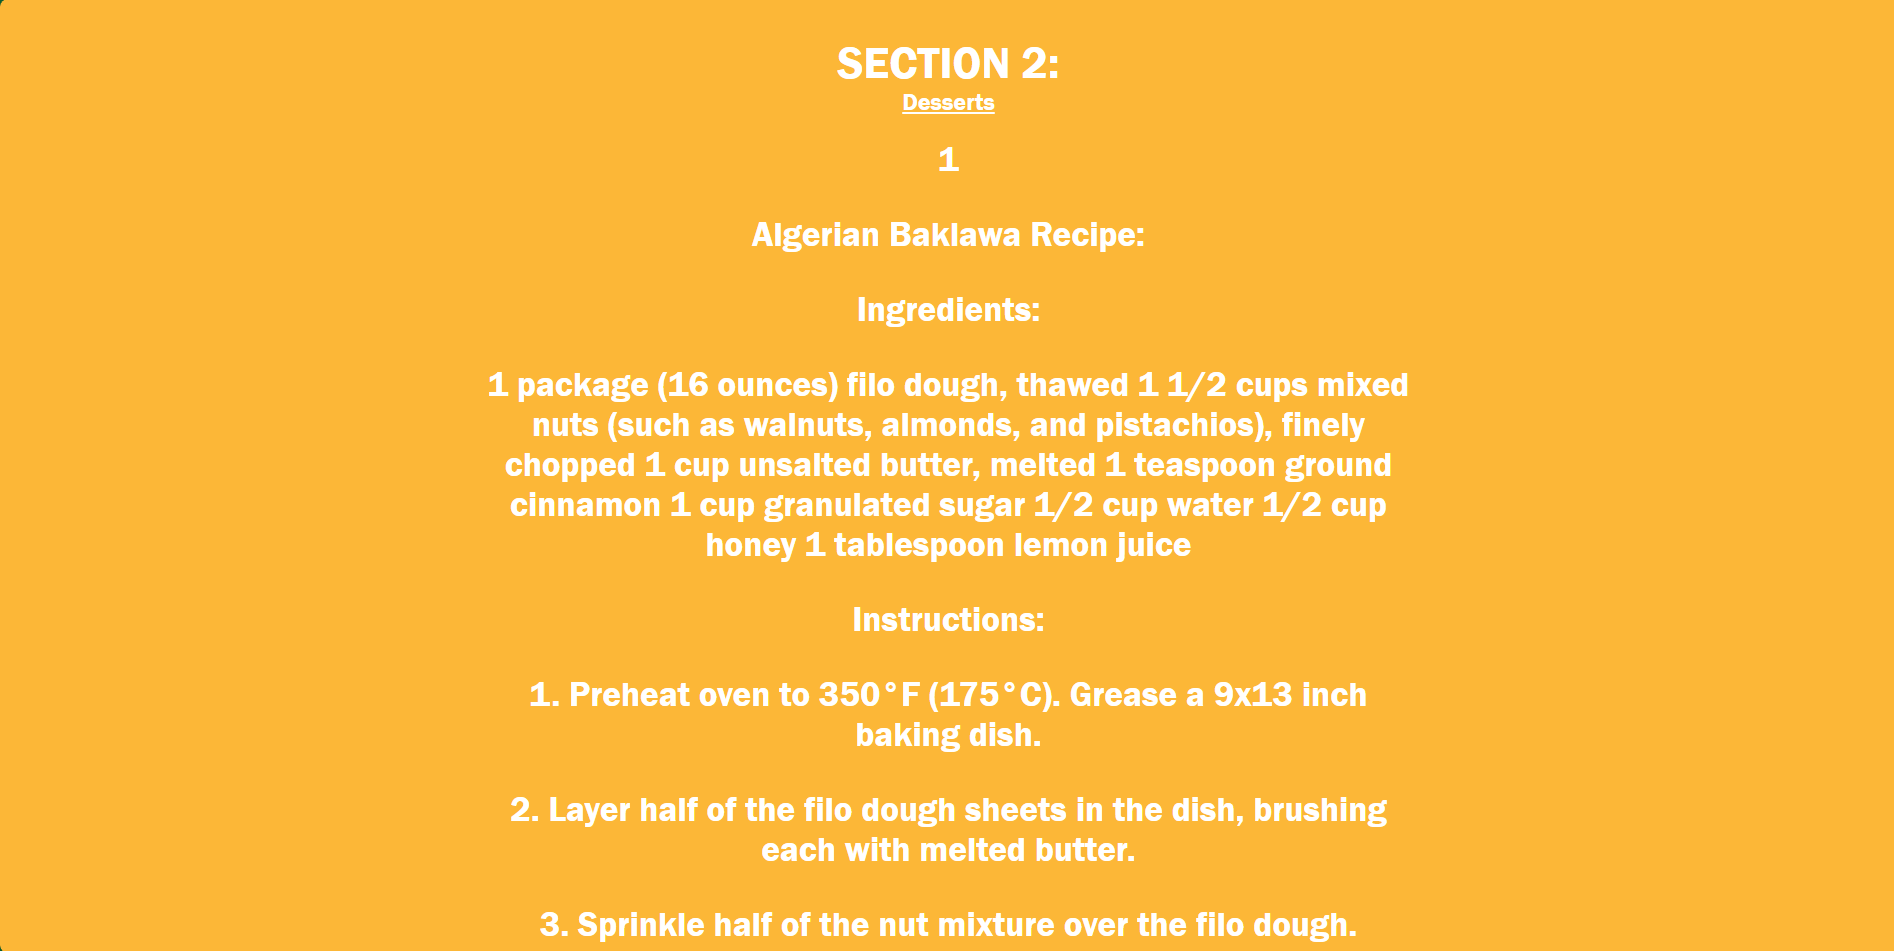 SECTION 2:
Desserts
1
Algerian Baklawa Recipe:
Ingredients:
1 package (16 ounces) filo dough, thawed 1 1/2 cups mixed
nuts (such as walnuts, almonds, and pistachios), finely
chopped 1 cup unsalted butter, melted 1 teaspoon ground
cinnamon 1 cup granulated sugar 1/2 cup water 1/2 cup
honey 1 tablespoon lemon juice
Instructions:
1. Preheat oven to 350°F (175°C). Grease a 9x13 inch
baking dish.
2. Layer half of the filo dough sheets in the dish, brushing
each with melted butter.
3. Sprinkle half of the nut mixture over the filo dough.